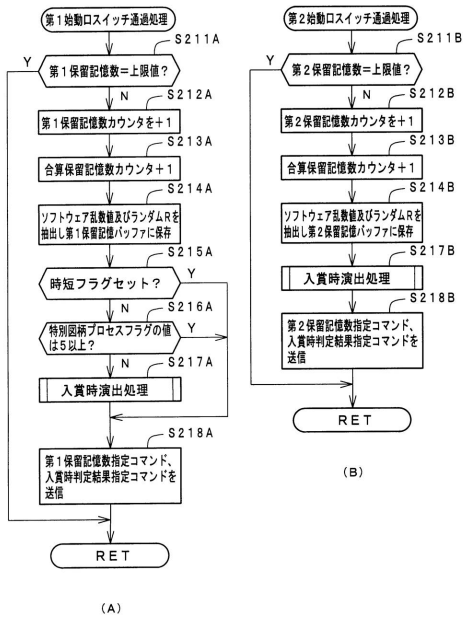 第1始動口スイッチ通過処理
S211A
Y
第1保留記憶数＝上限値？
N
S212A
第1保留記憶数カウンタを＋1
S213A
合算保留記憶数カウンタ＋1
S214A
ソフトウェア乱数値及びランダムRを
抽出し第1保留記憶バッファに保存
S215A
時短フラグセット？
Y
N
S216A
特別図柄プロセスフラグの値
は5以上？
Y
N
S217A
入賞時演出処理
S218A
第1保留記憶数指定コマンド、
入賞時判定結果指定コマンドを
送信
RET
(A)
第2始動口スイッチ通過処理
S211B
Y
第2保留記憶数＝上限値？
N
S212B
第2保留記憶数カウンタを＋1
S213B
合算保留記憶数カウンタ＋1
S214B
ソフトウェア乱数値及びランダムRを
抽出し第2保留記憶バッファに保存
S217B
入賞時演出処理
S218B
第2保留記憶数指定コマンド、
入賞時判定結果指定コマンドを
送信
RET
(B)